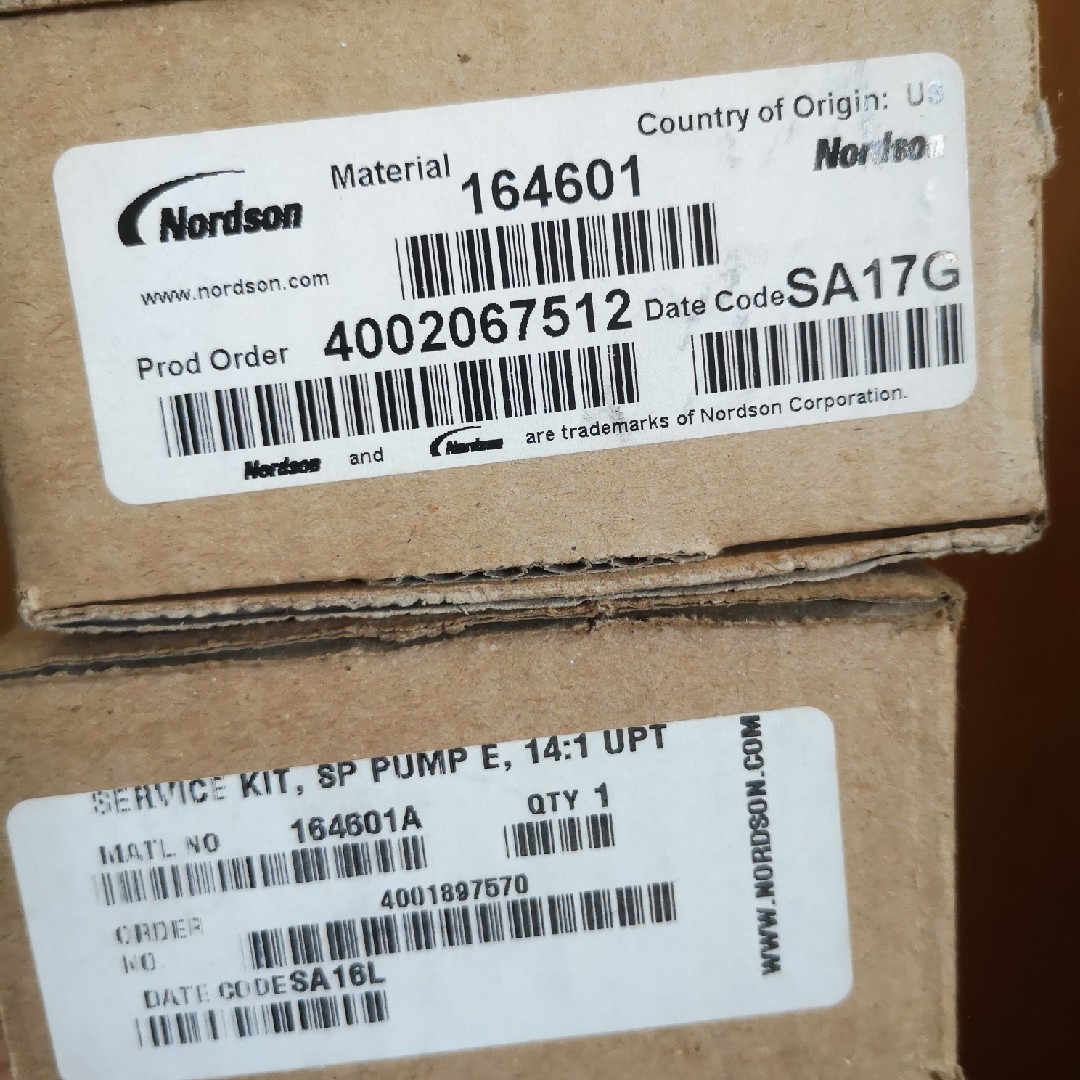 Country of Origin: US
Nordson
Material 164601
Nordson
www.nordson.com
Prod Order 4002067512 Date Code SA17G
Nordson and Nordson are trademarks of Nordson Corporation.
SERVICE KIT, SP PUMP E, 14:1 UPT
MATL NO 164601A QTY 1
4001897570
ORDER
NO
DATE CODE SA16L
WWW.NORDSON.COM